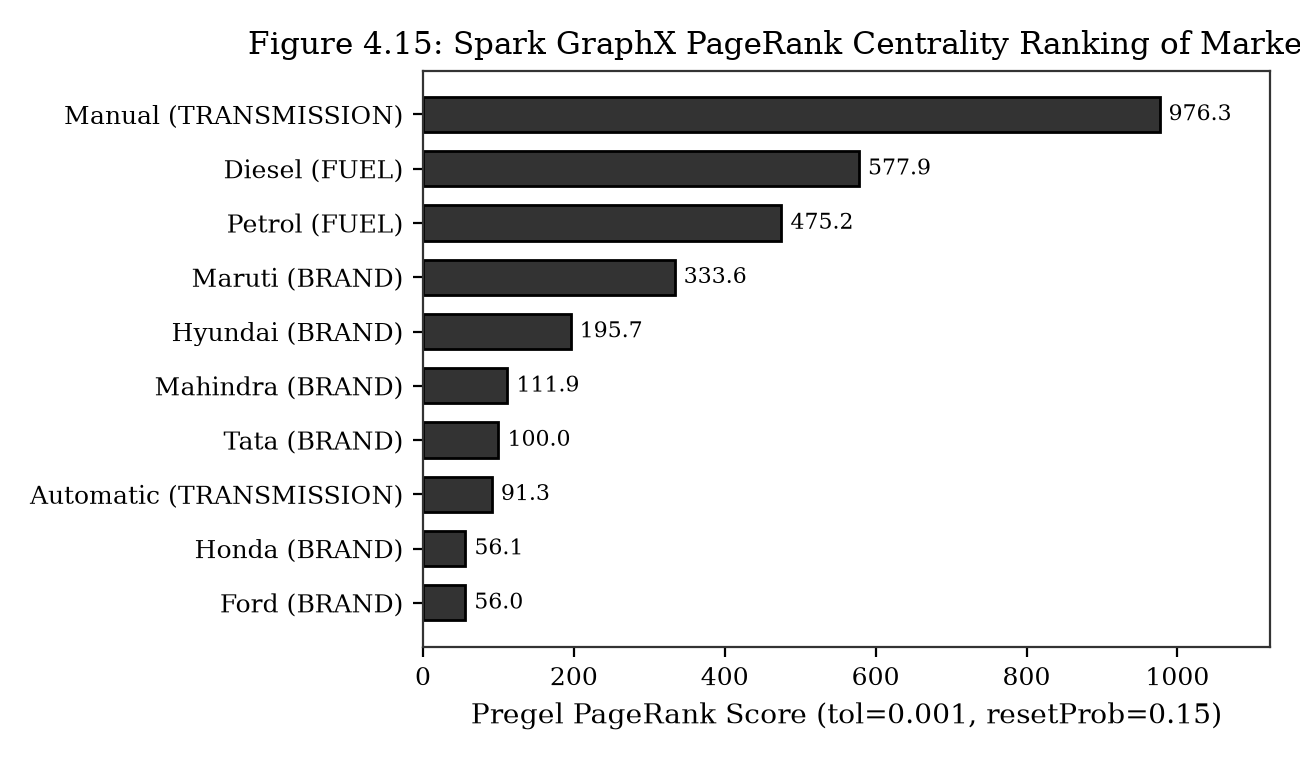 Figure 4.15: Spark GraphX PageRank Centrality Ranking of Marke
Manual (TRANSMISSION) 976.3
Diesel (FUEL) 577.9
Petrol (FUEL) 475.2
Maruti (BRAND) 333.6
Hyundai (BRAND) 195.7
Mahindra (BRAND) 111.9
Tata (BRAND) 100.0
Automatic (TRANSMISSION) 91.3
Honda (BRAND) 56.1
Ford (BRAND) 56.0
0 200 400 600 800 1000
Pregel PageRank Score (tol=0.001, resetProb=0.15)